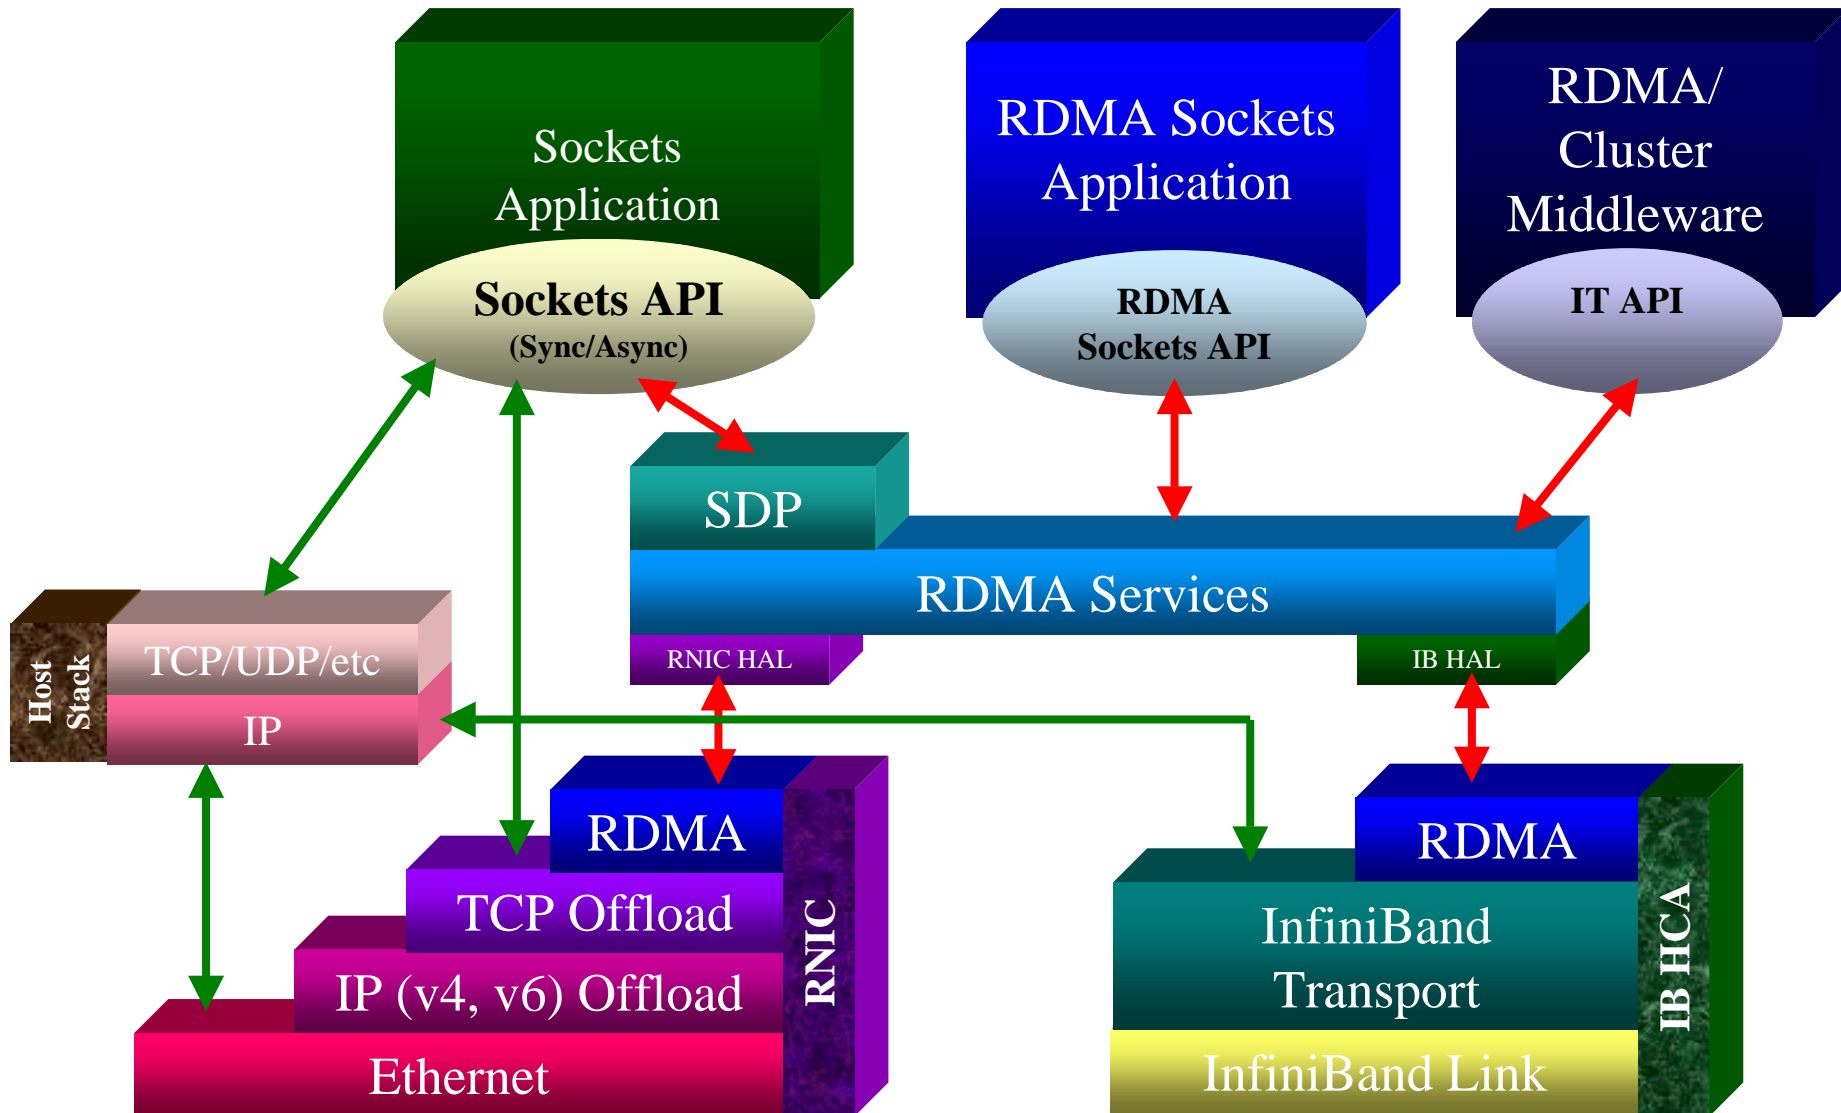 Sockets
Application
Sockets API
(Sync/Async)
RDMA Sockets
Application
RDMA
Sockets API
RDMA/
Cluster
Middleware
IT API
SDP
RDMA Services
RNIC HAL
IB HAL
Host
Stack
TCP/UDP/etc
IP
RDMA
TCP Offload
IP (v4, v6) Offload
Ethernet
RNIC
RDMA
InfiniBand
Transport
InfiniBand Link
IB HCA